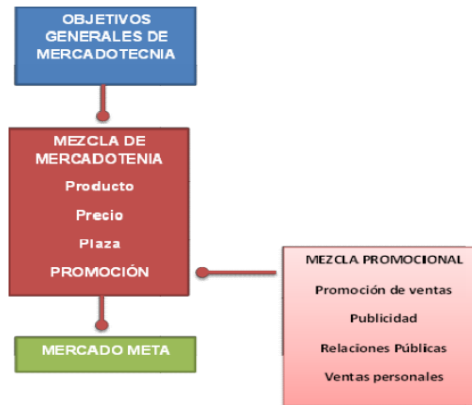 OBJETIVOS
GENERALES DE
MERCADOTECNIA
MEZCLA DE
MERCADOTENIA
Producto
Precio
Plaza
PROMOCIÓN
MERCADO META
MEZCLA PROMOCIONAL
Promoción de ventas
Publicidad
Relaciones Públicas
Ventas personales